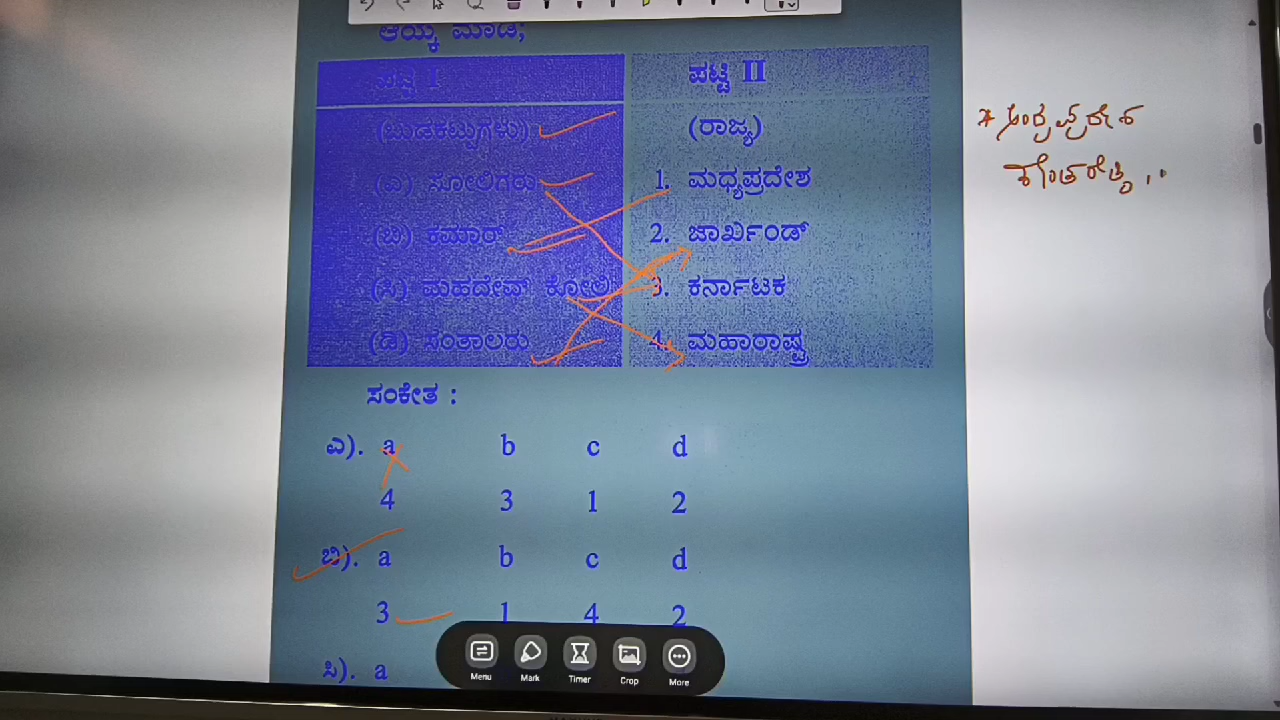 ಆಯ್ಕೆ ಮಾಡಿ;
ಪಟ್ಟಿ I ಪಟ್ಟಿ II
(ಬುಡಕಟ್ಟುಗಳು) (ರಾಜ್ಯ)
(ಎ) ಸೋಲಿಗರು 1. ಮಧ್ಯಪ್ರದೇಶ
(ಬಿ) ಕಮಾರ್ 2. ಜಾರ್ಖಂಡ್
(ಸಿ) ಮಹದೇವ್ ಕೋಲಿ 3. ಕರ್ನಾಟಕ
(ಡಿ) ಸಂತಾಲರು 4. ಮಹಾರಾಷ್ಟ್ರ
ಸಂಕೇತ :
ಎ). a b c d
4 3 1 2
ಬಿ). a b c d
3 1 4 2
ಸಿ). a
Menu Mark Timer Crop More